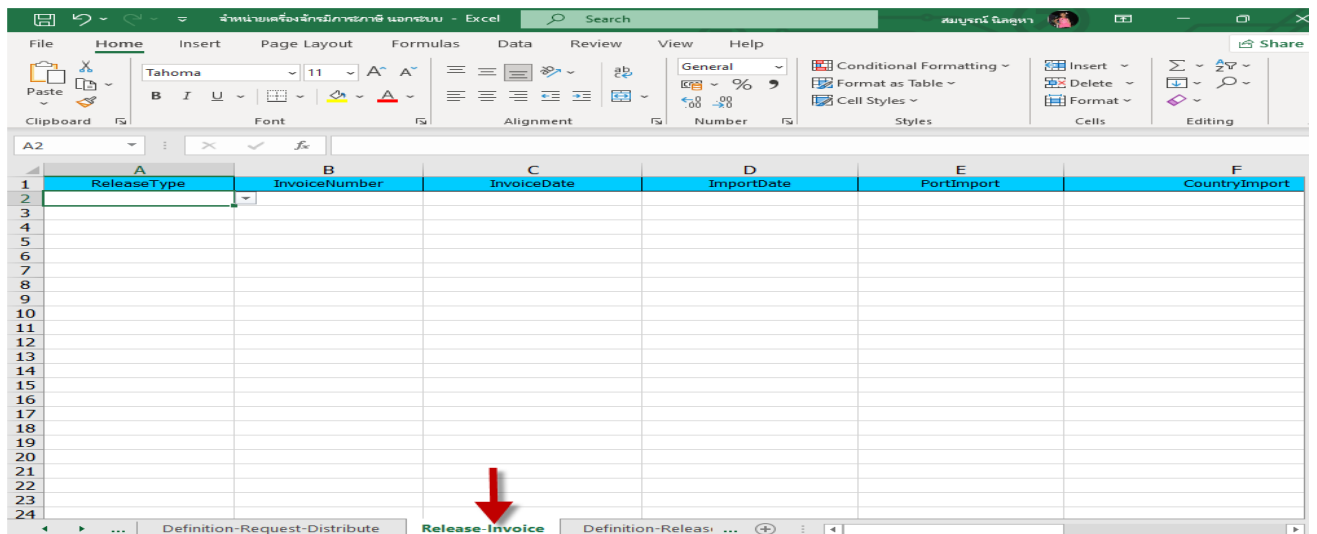 จำหน่ายเครื่องจักรมีภาระภาษี นอกระบบ - Excel Search สมบูรณ์ นิลคูหา
File Home Insert Page Layout Formulas Data Review View Help Share
Paste Tahoma 11 A A ab General Conditional Formatting Insert
B I U A % Format as Table Delete
Cell Styles Format
Clipboard Font Alignment Number Styles Cells Editing
A2 fx
A B C D E F
1 ReleaseType InvoiceNumber InvoiceDate ImportDate PortImport CountryImport
2
3
4
5
6
7
8
9
10
11
12
13
14
15
16
17
18
19
20
21
22
23
24
... Definition-Request-Distribute Release-Invoice Definition-Releas ...